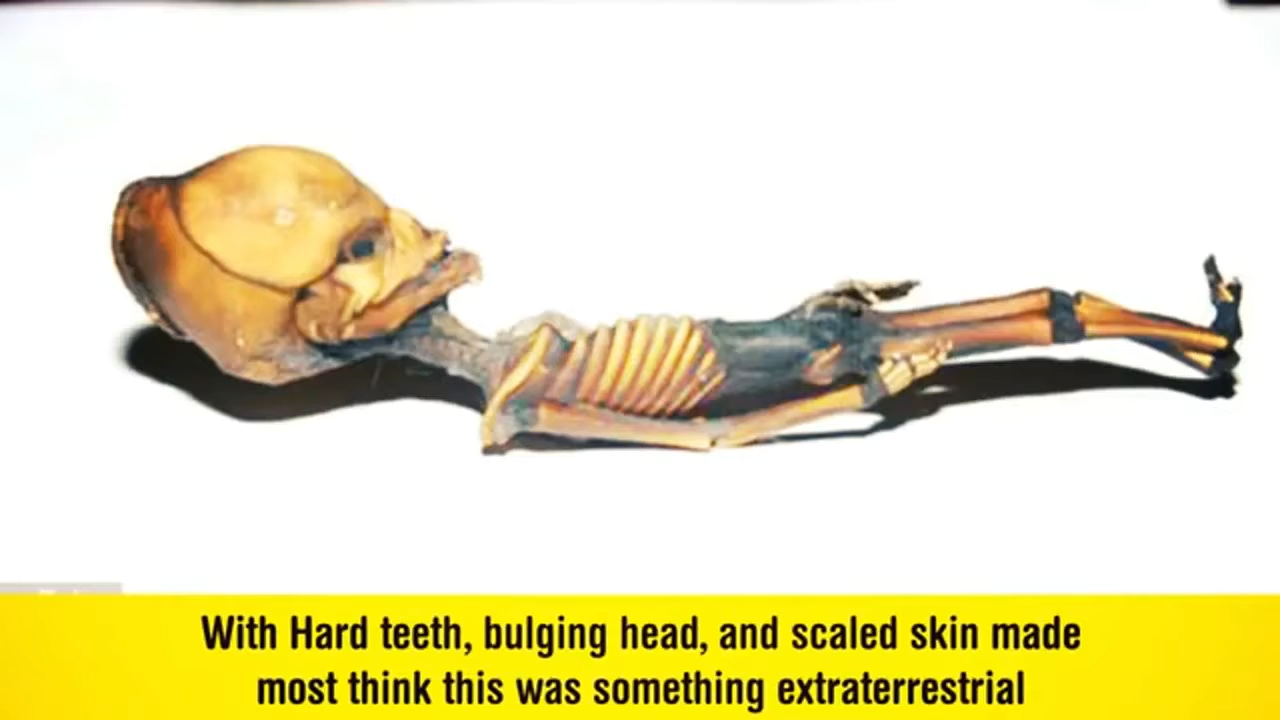 With Hard teeth, bulging head, and scaled skin made
most think this was something extraterrestrial